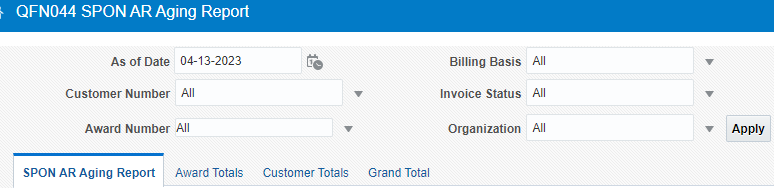 QFN044 SPON AR Aging Report
As of Date 04-13-2023 Billing Basis All
Customer Number All Invoice Status All
Award Number All Organization All Apply
SPON AR Aging Report Award Totals Customer Totals Grand Total